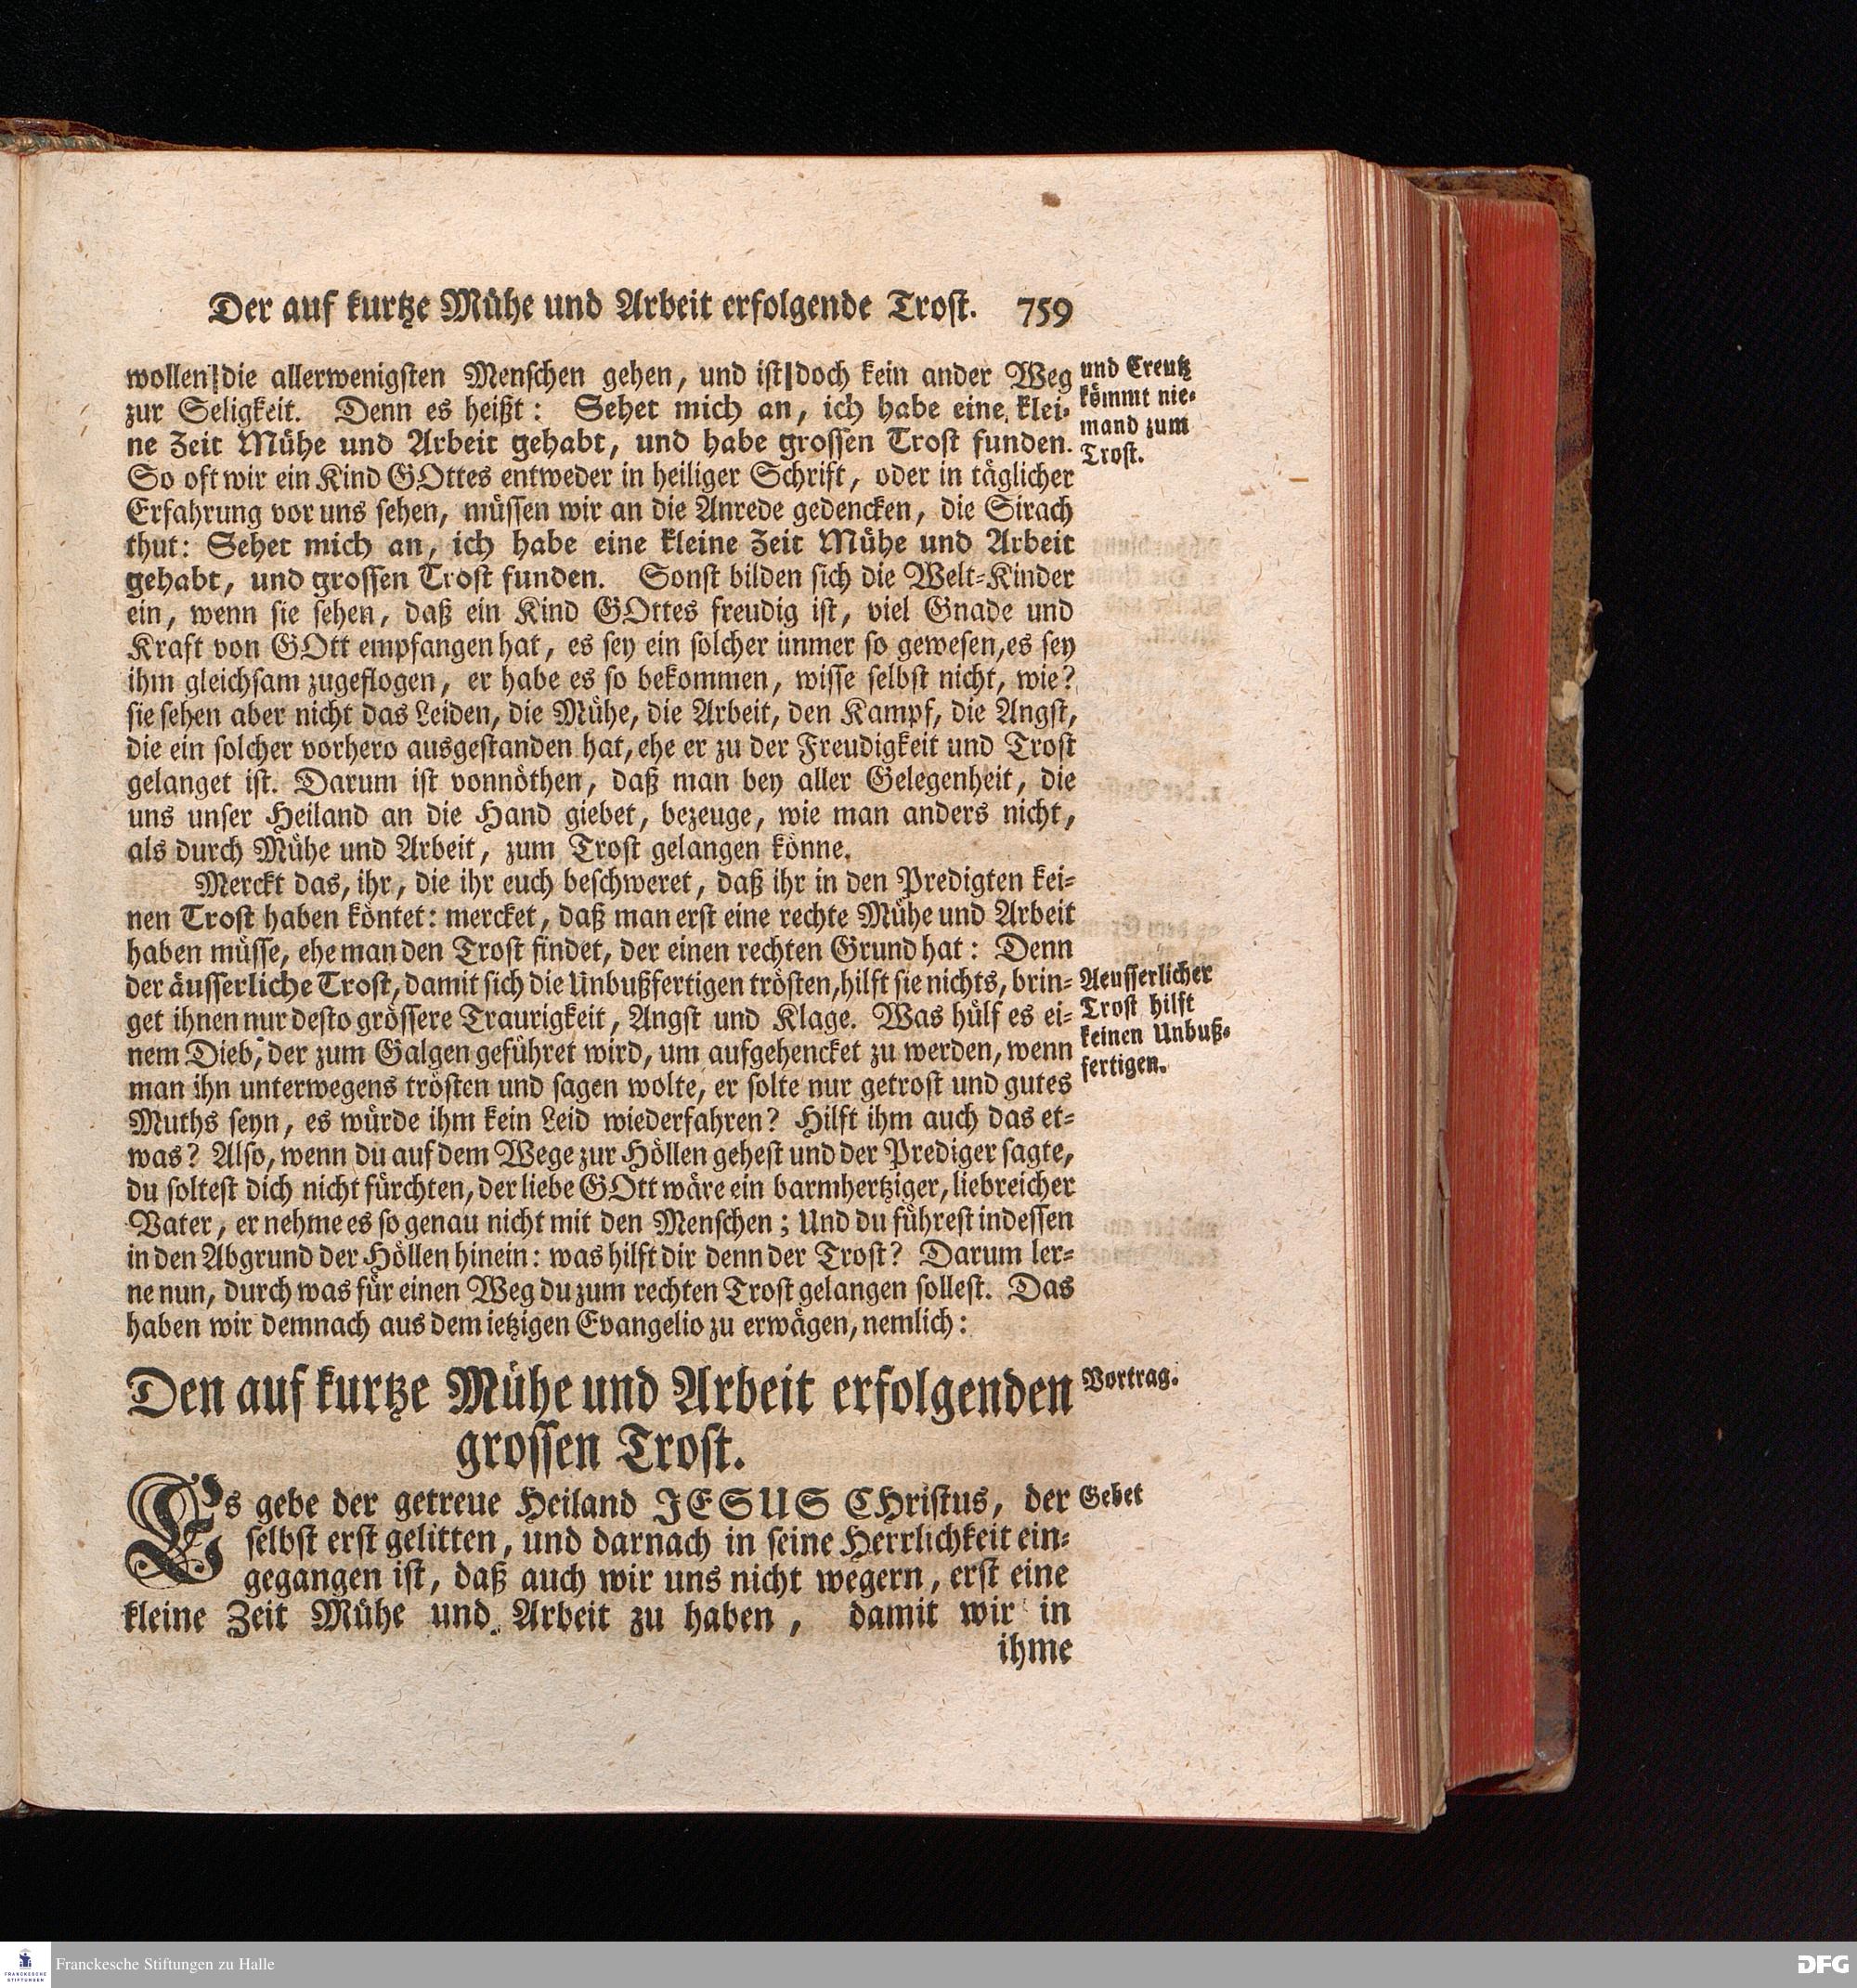 Der auf kurtze Mühe und Arbeit erfolgende Trost. 759
wollen die allerwenigsten Menschen gehen, und ist doch kein ander Weg
zur Seligkeit. Denn es heißt: Sehet mich an, ich habe eine klei-
ne Zeit Mühe und Arbeit gehabt, und habe grossen Trost funden.
So oft wir ein Kind GOttes entweder in heiliger Schrift, oder in täglicher
Erfahrung vor uns sehen, müssen wir an die Anrede gedencken, die Sirach
thut: Sehet mich an, ich habe eine kleine Zeit Mühe und Arbeit
gehabt, und grossen Trost funden. Sonst bilden sich die Welt-Kinder
ein, wenn sie sehen, daß ein Kind GOttes freudig ist, viel Gnade und
Kraft von GOtt empfangen hat, es sey ein solcher immer so gewesen, es sey
ihm gleichsam zugeflogen, er habe es so bekommen, wisse selbst nicht, wie?
sie sehen aber nicht das Leiden, die Mühe, die Arbeit, den Kampf, die Angst,
die ein solcher vorhero ausgestanden hat, ehe er zu der Freudigkeit und Trost
gelanget ist. Darum ist vonnöthen, daß man bey aller Gelegenheit, die
uns unser Heiland an die Hand giebet, bezeuge, wie man anders nicht,
als durch Mühe und Arbeit, zum Trost gelangen könne.
Merckt das, ihr, die ihr euch beschweret, daß ihr in den Predigten kei-
nen Trost haben köntet: mercket, daß man erst eine rechte Mühe und Arbeit
haben müsse, ehe man den Trost findet, der einen rechten Grund hat: Denn
der äusserliche Trost, damit sich die Unbußfertigen trösten, hilft sie nichts, brin-
get ihnen nur desto grössere Traurigkeit, Angst und Klage. Was hülf es ei-
nem Dieb, der zum Galgen geführet wird, um aufgehencket zu werden, wenn
man ihn unterwegens trösten und sagen wolte, er solte nur getrost und gutes
Muths seyn, es würde ihm kein Leid wiederfahren? Hilft ihm auch das et-
was? Also, wenn du auf dem Wege zur Höllen gehest und der Prediger sagte,
du soltest dich nicht fürchten, der liebe GOtt wäre ein barmhertziger, liebreicher
Vater, er nehme es so genau nicht mit den Menschen; Und du führest indessen
in den Abgrund der Höllen hinein: was hilft dir denn der Trost? Darum ler-
ne nun, durch was für einen Weg du zum rechten Trost gelangen sollest. Das
haben wir demnach aus dem ietzigen Evangelio zu erwägen, nemlich:
Den auf kurtze Mühe und Arbeit erfolgenden
grossen Trost.
Es gebe der getreue Heiland JESUS CHristus, der
selbst erst gelitten, und darnach in seine Herrlichkeit ein-
gegangen ist, daß auch wir uns nicht wegern, erst eine
kleine Zeit Mühe und Arbeit zu haben, damit wir in
ihme
und Creutz
kömmt nie-
mand zum
Trost.
Aeusserlicher
Trost hilft
keinen Unbuß-
fertigen.
Vortrag.
Gebet
Franckesche Stiftungen zu Halle
FRANCKESCHE
STIFTUNGEN
DFG